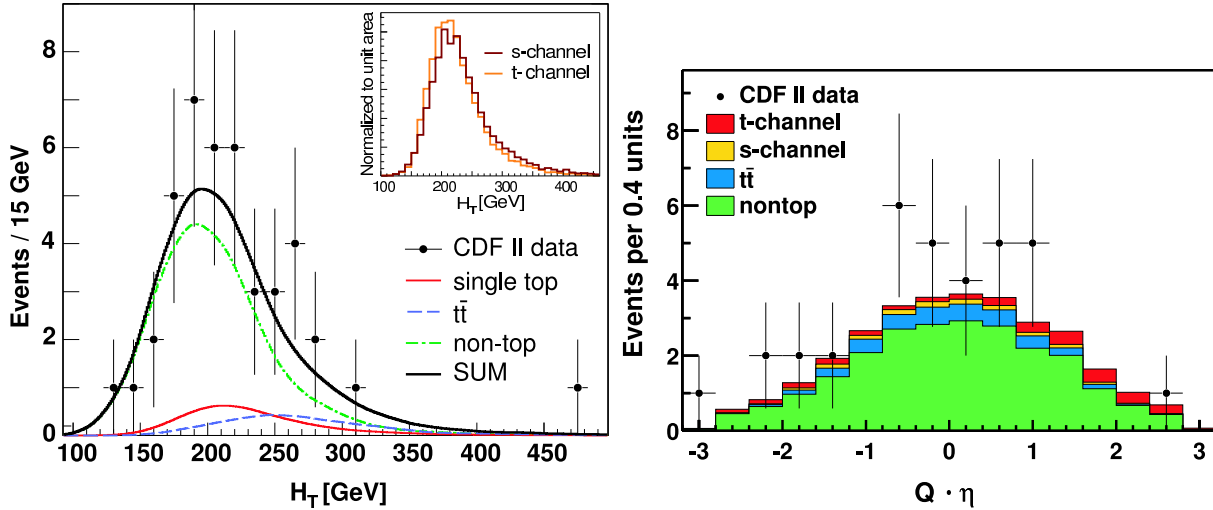 Events / 15 GeV
8
6
4
2
0
100 150 200 250 300 350 400 450
H_T [GeV]
CDF II data
single top
tt̄
non-top
SUM
Normalized to unit area
s-channel
t-channel
100 200 300 400
H_T [GeV]
Events per 0.4 units
8
6
4
2
0
-3 -2 -1 0 1 2 3
Q · η
CDF II data
t-channel
s-channel
tt̄
nontop